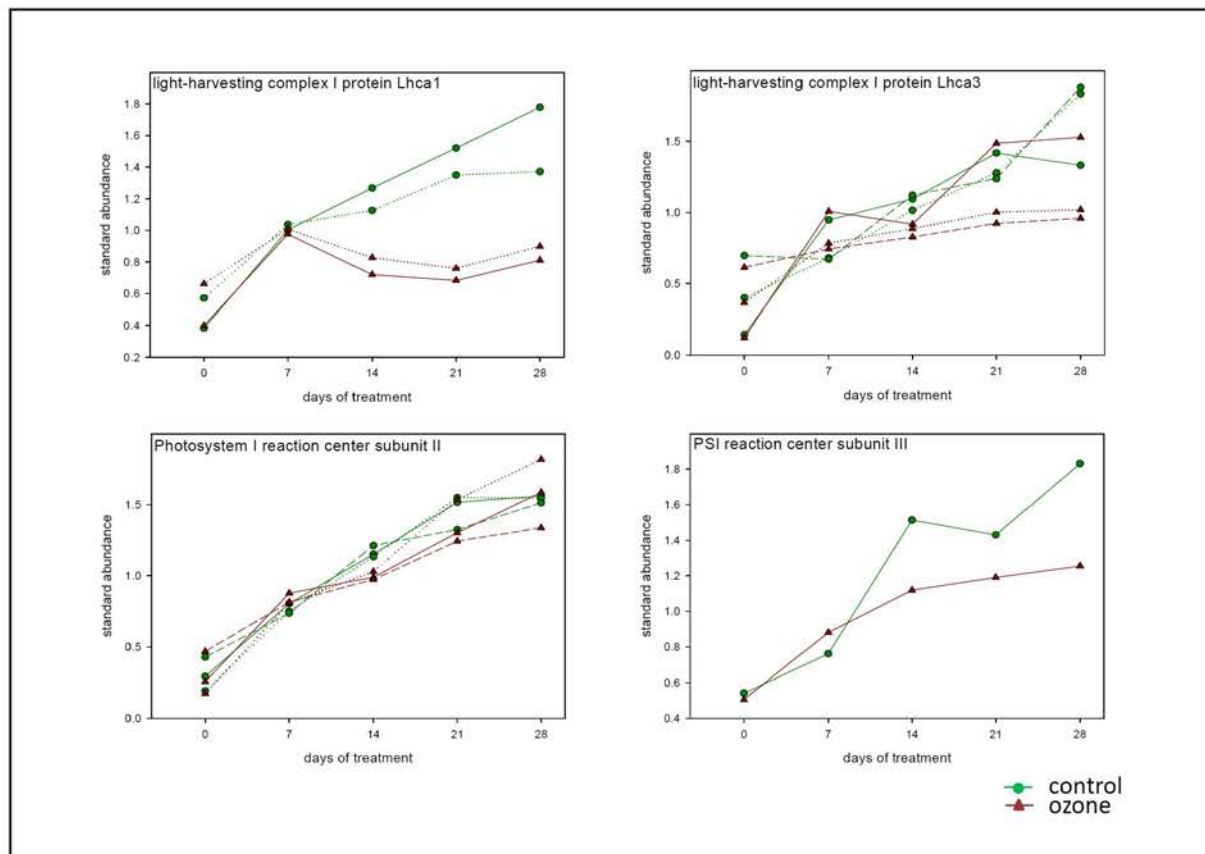 light-harvesting complex I protein Lhca1
1.8
1.6
1.4
1.2
1.0
0.8
0.6
0.4
0.2
standard abundance
0 7 14 21 28
days of treatment
light-harvesting complex I protein Lhca3
1.5
1.0
0.5
0.0
standard abundance
0 7 14 21 28
days of treatment
Photosystem I reaction center subunit II
1.5
1.0
0.5
0.0
standard abundance
0 7 14 21 28
days of treatment
PSI reaction center subunit III
1.8
1.6
1.4
1.2
1.0
0.8
0.6
0.4
standard abundance
0 7 14 21 28
days of treatment
control
ozone